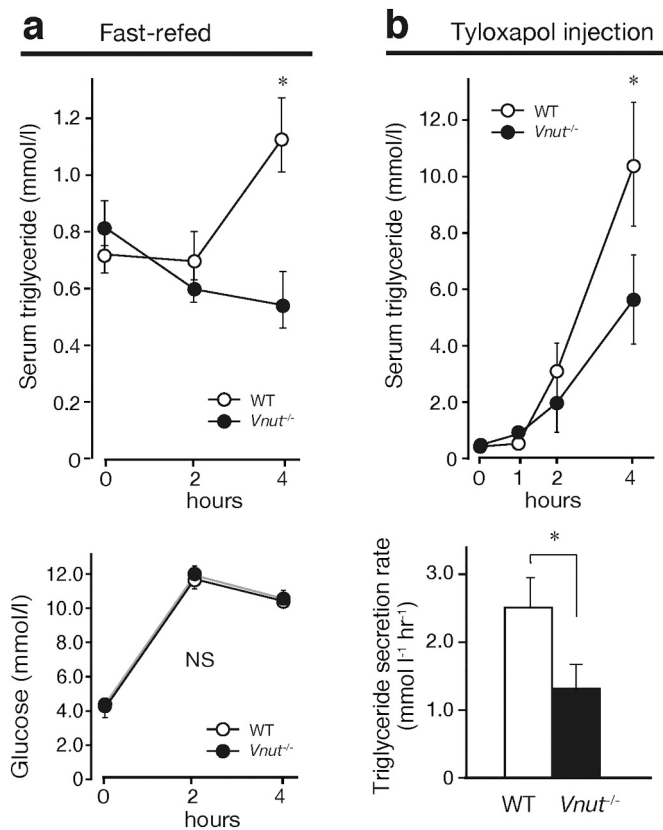 a Fast-refed
Serum triglyceride (mmol/l)
1.2
1.0
0.8
0.6
0.4
0.2
0
*
WT
Vnut-/-
0 2 4
hours
Glucose (mmol/l)
12.0
10.0
8.0
6.0
4.0
2.0
0
NS
WT
Vnut-/-
0 2 4
hours
b Tyloxapol injection
Serum triglyceride (mmol/l)
10.0
8.0
6.0
4.0
2.0
0
WT
Vnut-/-
*
0 1 2 4
hours
Triglyceride secretion rate
(mmol l-1 hr-1)
3.0
2.0
1.0
0
*
WT Vnut-/-